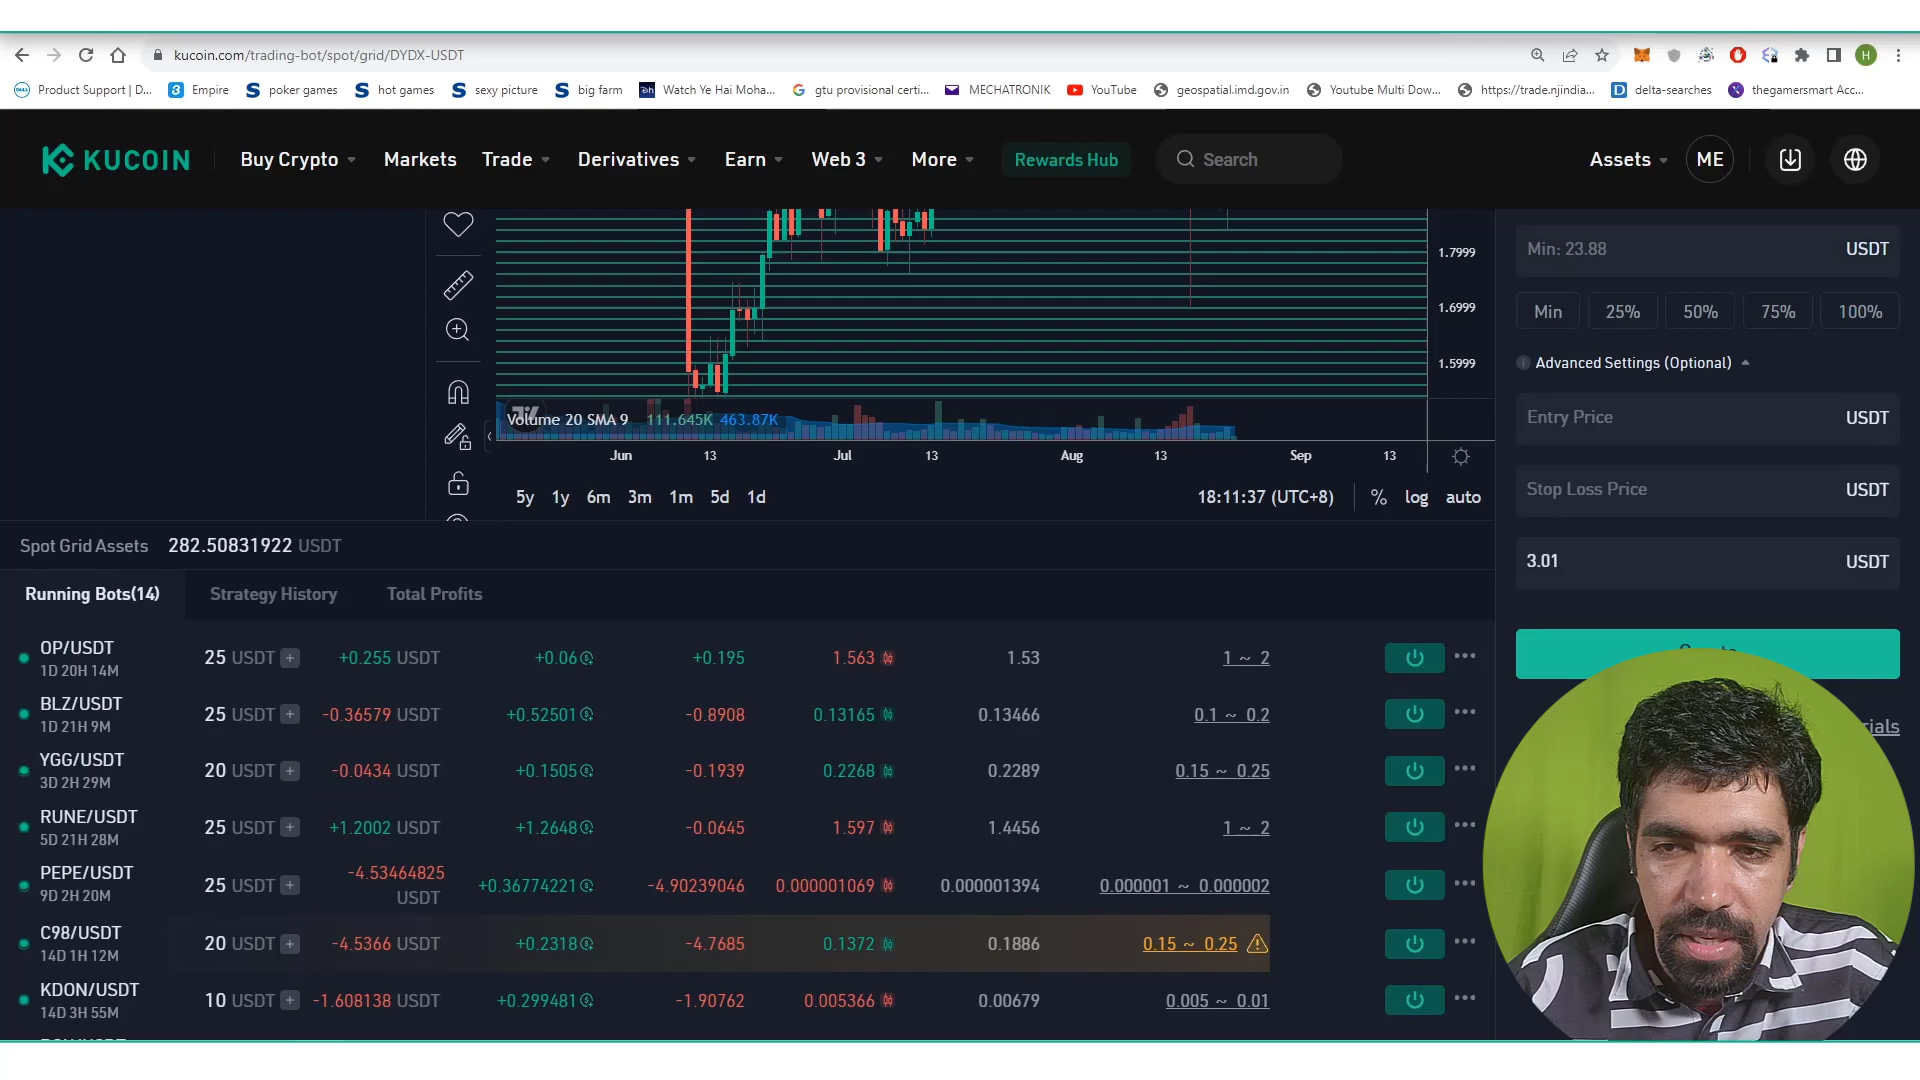 kucoin.com/trading-bot/spot/grid/DYDX-USDT
H
Product Support | D... Empire poker games hot games sexy picture big farm Watch Ye Hai Moha... gtu provisional certi... MECHATRONIK YouTube geospatial.imd.gov.in Youtube Multi Dow... https://trade.njindia... delta-searches thegamersmart Acc...
KUCOIN Buy Crypto Markets Trade Derivatives Earn Web 3 More Rewards Hub Search Assets ME
1.7999
1.6999
1.5999
Volume 20 SMA 9 111.645K 463.87K
Jun 13 Jul 13 Aug 13 Sep 13
5y 1y 6m 3m 1m 5d 1d 18:11:37 (UTC+8) % log auto
Min: 23.88 USDT
Min 25% 50% 75% 100%
Advanced Settings (Optional)
Entry Price USDT
Stop Loss Price USDT
3.01 USDT
Spot Grid Assets 282.50831922 USDT
Running Bots(14) Strategy History Total Profits
OP/USDT 25 USDT + +0.255 USDT +0.06 +0.195 1.563 1.53 1 ~ 2
1D 20H 14M
BLZ/USDT 25 USDT + -0.36579 USDT +0.52501 -0.8908 0.13165 0.13466 0.1 ~ 0.2
1D 21H 9M
YGG/USDT 20 USDT + -0.0434 USDT +0.1505 -0.1939 0.2268 0.2289 0.15 ~ 0.25
3D 2H 29M
RUNE/USDT 25 USDT + +1.2002 USDT +1.2648 -0.0645 1.597 1.4456 1 ~ 2
5D 21H 28M
PEPE/USDT 25 USDT + -4.53464825 USDT +0.36774221 -4.90239046 0.000001069 0.000001394 0.000001 ~ 0.000002
9D 2H 20M
C98/USDT 20 USDT + -4.5366 USDT +0.2318 -4.7685 0.1372 0.1886 0.15 ~ 0.25
14D 1H 12M
KDON/USDT 10 USDT + -1.608138 USDT +0.299481 -1.90762 0.005366 0.00679 0.005 ~ 0.01
14D 3H 55M